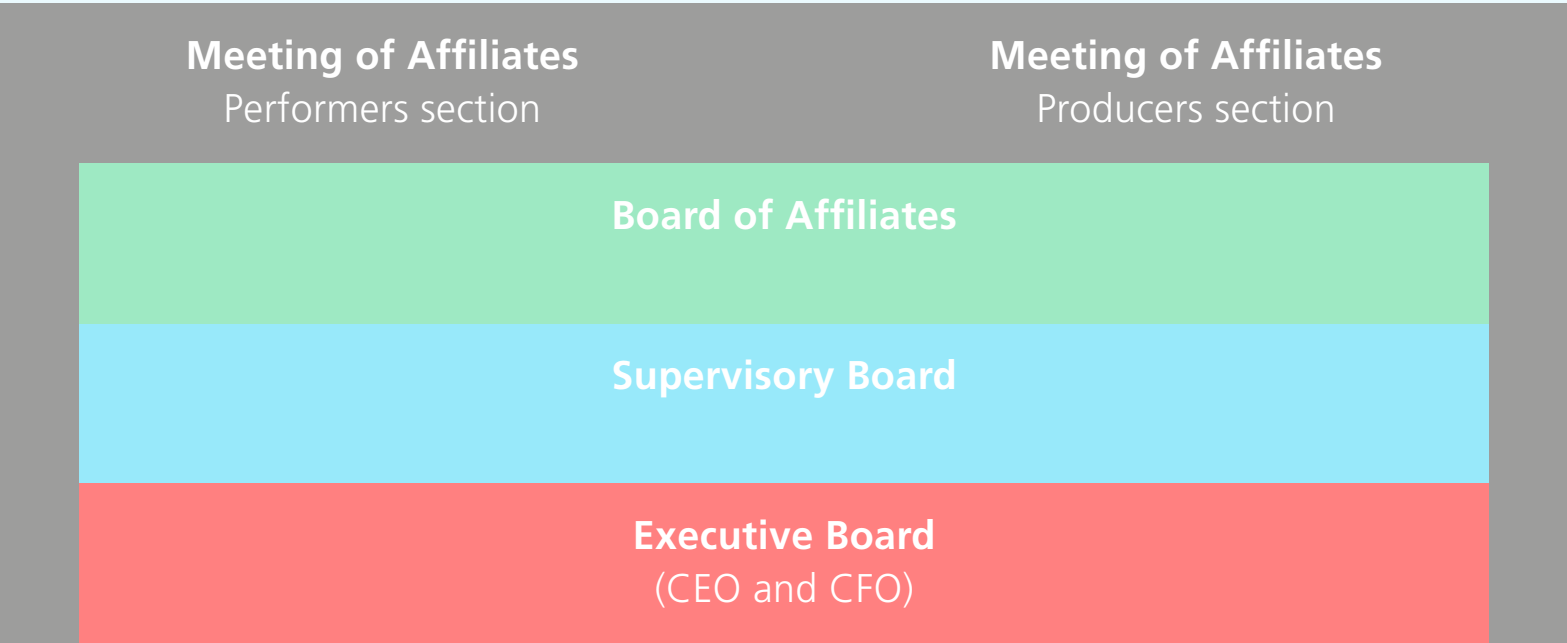 Meeting of Affiliates
Performers section
Meeting of Affiliates
Producers section
Board of Affiliates
Supervisory Board
Executive Board
(CEO and CFO)